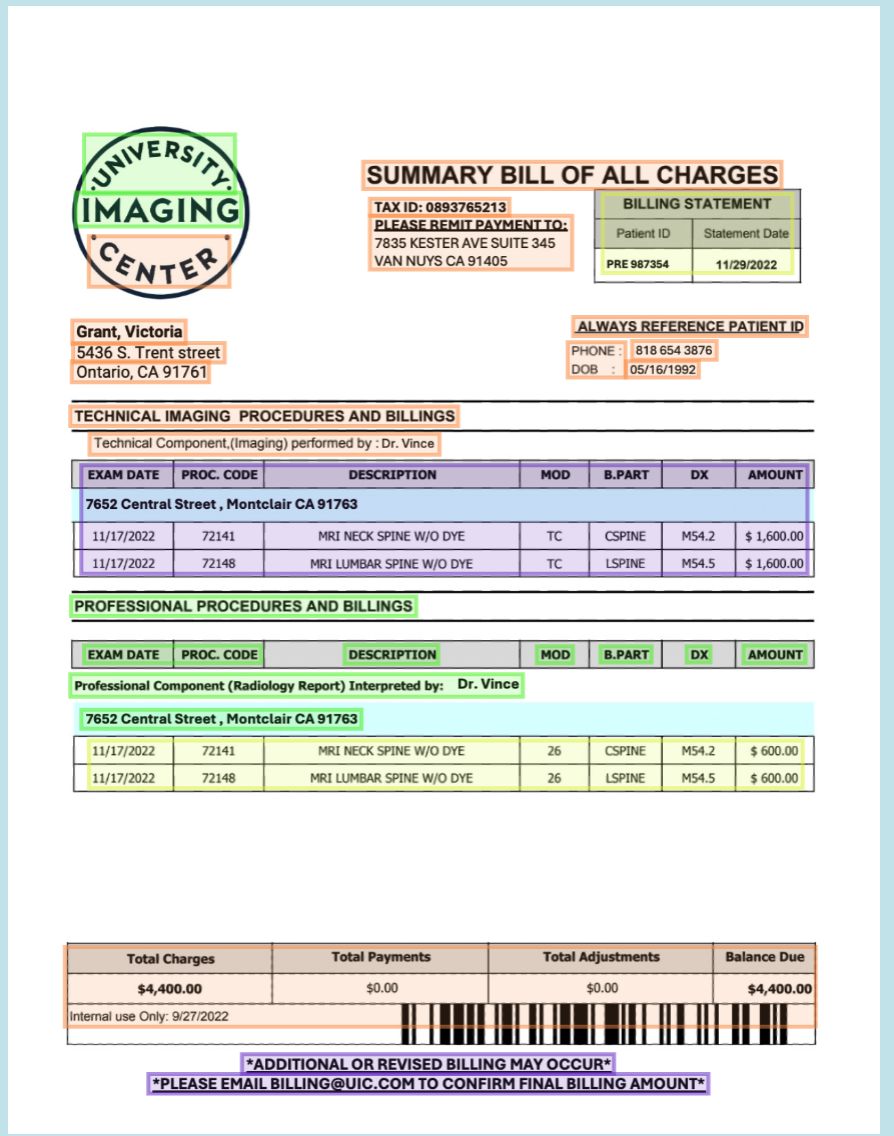 UNIVERSITY
IMAGING
CENTER
SUMMARY BILL OF ALL CHARGES
TAX ID: 0893765213
PLEASE REMIT PAYMENT TO:
7835 KESTER AVE SUITE 345
VAN NUYS CA 91405
BILLING STATEMENT
Patient ID Statement Date
PRE 987354 11/29/2022
Grant, Victoria
5436 S. Trent street
Ontario, CA 91761
ALWAYS REFERENCE PATIENT ID
PHONE : 818 654 3876
DOB : 05/16/1992
TECHNICAL IMAGING PROCEDURES AND BILLINGS
Technical Component,(Imaging) performed by : Dr. Vince
EXAM DATE PROC. CODE DESCRIPTION MOD B.PART DX AMOUNT
7652 Central Street , Montclair CA 91763
11/17/2022 72141 MRI NECK SPINE W/O DYE TC CSPINE M54.2 $ 1,600.00
11/17/2022 72148 MRI LUMBAR SPINE W/O DYE TC LSPINE M54.5 $ 1,600.00
PROFESSIONAL PROCEDURES AND BILLINGS
EXAM DATE PROC. CODE DESCRIPTION MOD B.PART DX AMOUNT
Professional Component (Radiology Report) Interpreted by: Dr. Vince
7652 Central Street , Montclair CA 91763
11/17/2022 72141 MRI NECK SPINE W/O DYE 26 CSPINE M54.2 $ 600.00
11/17/2022 72148 MRI LUMBAR SPINE W/O DYE 26 LSPINE M54.5 $ 600.00
Total Charges Total Payments Total Adjustments Balance Due
$4,400.00 $0.00 $0.00 $4,400.00
Internal use Only: 9/27/2022
*ADDITIONAL OR REVISED BILLING MAY OCCUR*
*PLEASE EMAIL BILLING@UIC.COM TO CONFIRM FINAL BILLING AMOUNT*